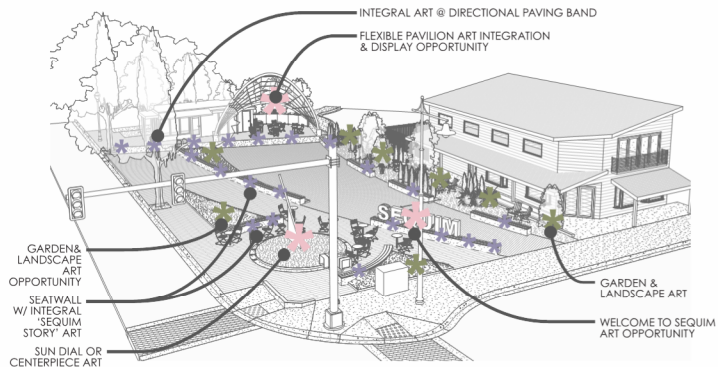 INTEGRAL ART @ DIRECTIONAL PAVING BAND
FLEXIBLE PAVILION ART INTEGRATION
& DISPLAY OPPORTUNITY
SEQUIM
GARDEN&
LANDSCAPE
ART
OPPORTUNITY
SEATWALL
W/ INTEGRAL
'SEQUIM
STORY' ART
SUN DIAL OR
CENTERPIECE ART
GARDEN &
LANDSCAPE ART
WELCOME TO SEQUIM
ART OPPORTUNITY